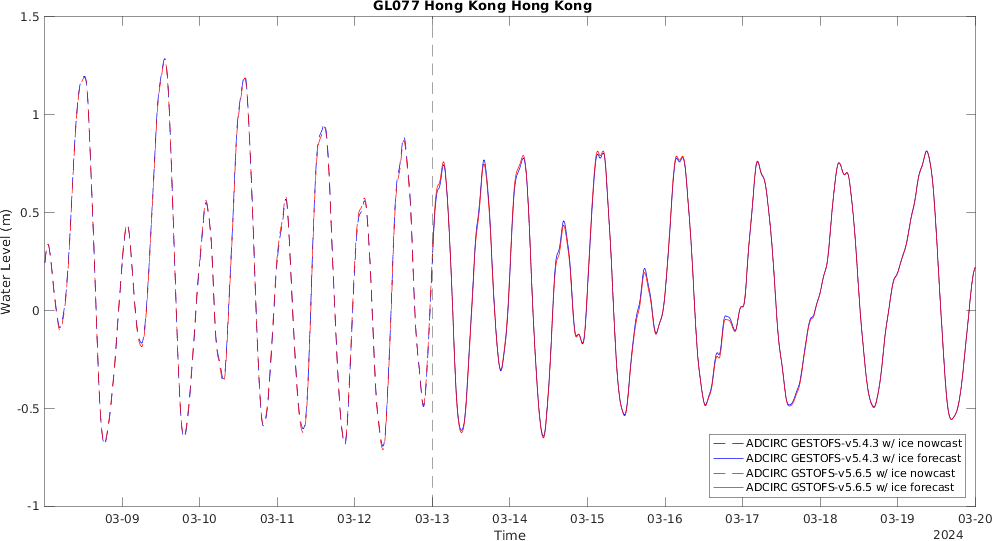 GL077 Hong Kong Hong Kong
1.5
1
0.5
0
-0.5
-1
Water Level (m)
03-09 03-10 03-11 03-12 03-13 03-14 03-15 03-16 03-17 03-18 03-19 03-20
Time
2024
ADCIRC GESTOFS-v5.4.3 w/ ice nowcast
ADCIRC GESTOFS-v5.4.3 w/ ice forecast
ADCIRC GSTOFS-v5.6.5 w/ ice nowcast
ADCIRC GSTOFS-v5.6.5 w/ ice forecast